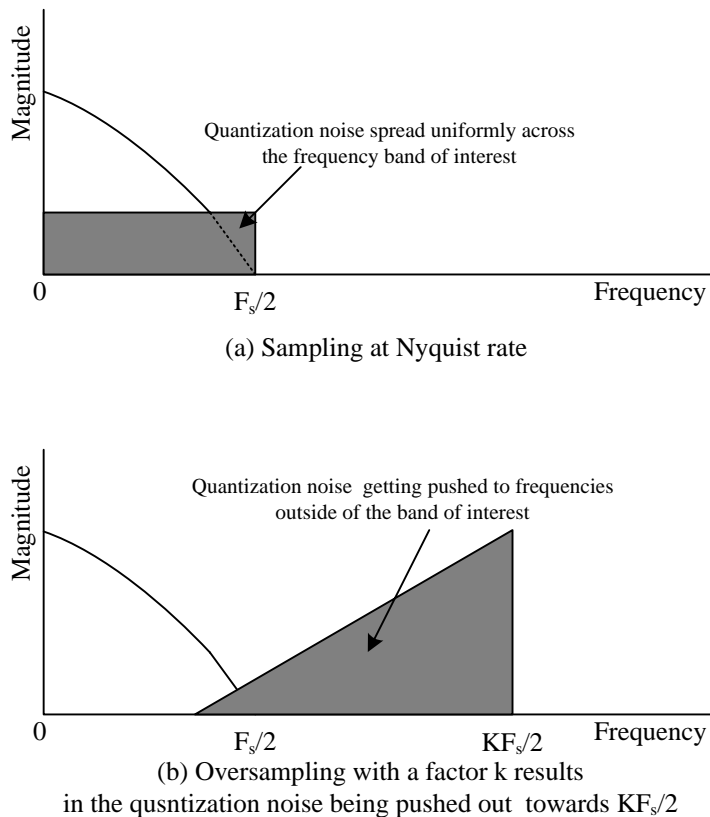 Magnitude
Quantization noise spread uniformly across
the frequency band of interest
0
Fs/2
Frequency
(a) Sampling at Nyquist rate
Magnitude
Quantization noise getting pushed to frequencies
outside of the band of interest
0
Fs/2
KFs/2
Frequency
(b) Oversampling with a factor k results
in the qusntization noise being pushed out towards KFs/2